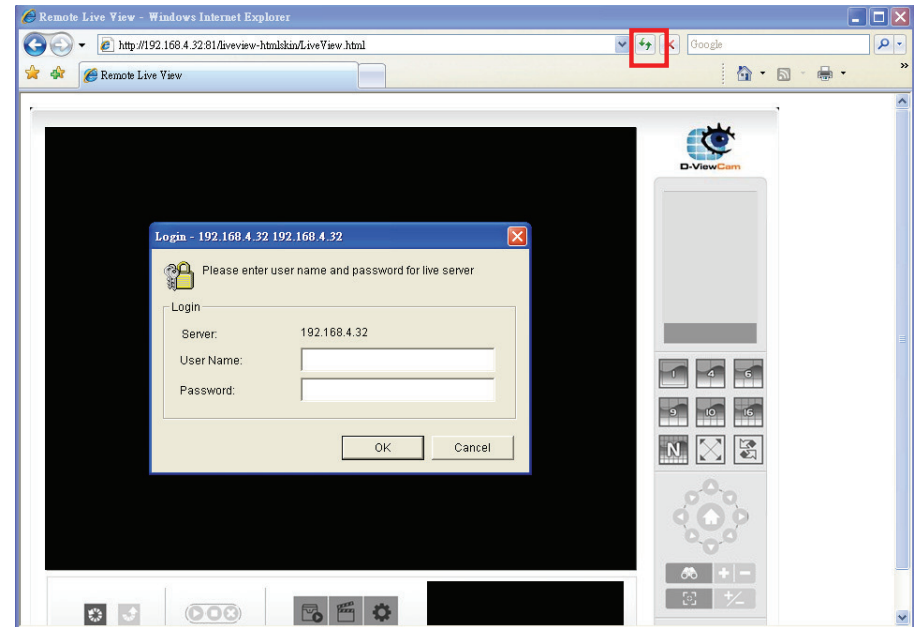 Remote Live View - Windows Internet Explorer
http://192.168.4.32:81/liveview-htmlskin/LiveView.html
Google
Remote Live View
D-ViewCam
Login - 192.168.4.32 192.168.4.32
Please enter user name and password for live server
Login
Server: 192.168.4.32
User Name:
Password:
OK Cancel
1 4 6
9 10 16
N